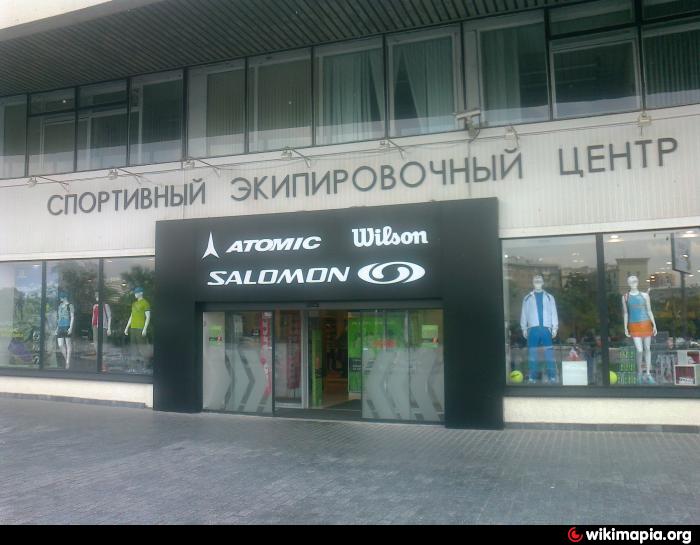 СПОРТИВНЫЙ ЭКИПИРОВОЧНЫЙ ЦЕНТР
ATOMIC Wilson
SALOMON
wikimapia.org